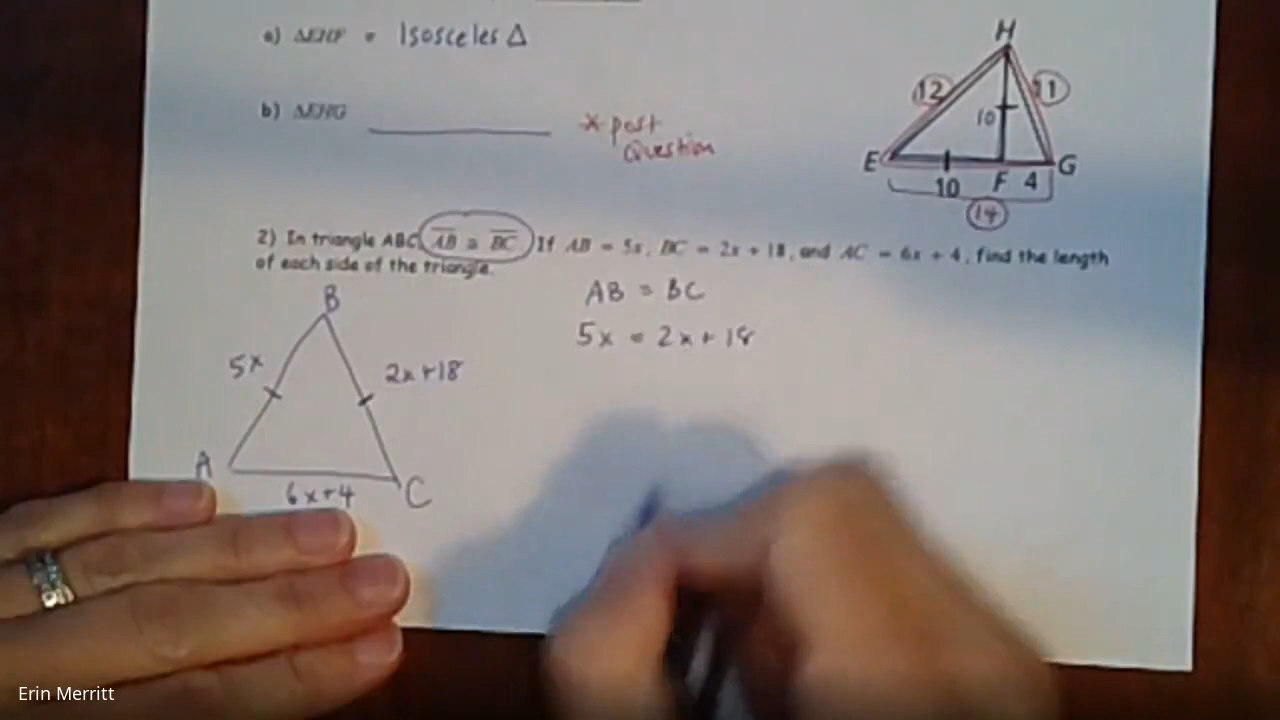 a) ΔEHF = Isosceles Δ
b) ΔEHG ____________ * post
Question
H
12
11
10
E
F
G
10
4
14
2) In triangle ABC, AB ≅ BC. If AB = 5x, BC = 2x + 18, and AC = 6x + 4, find the length
of each side of the triangle.
AB = BC
5x = 2x + 18
B
5x
2x+18
A
C
6x+4
Erin Merritt